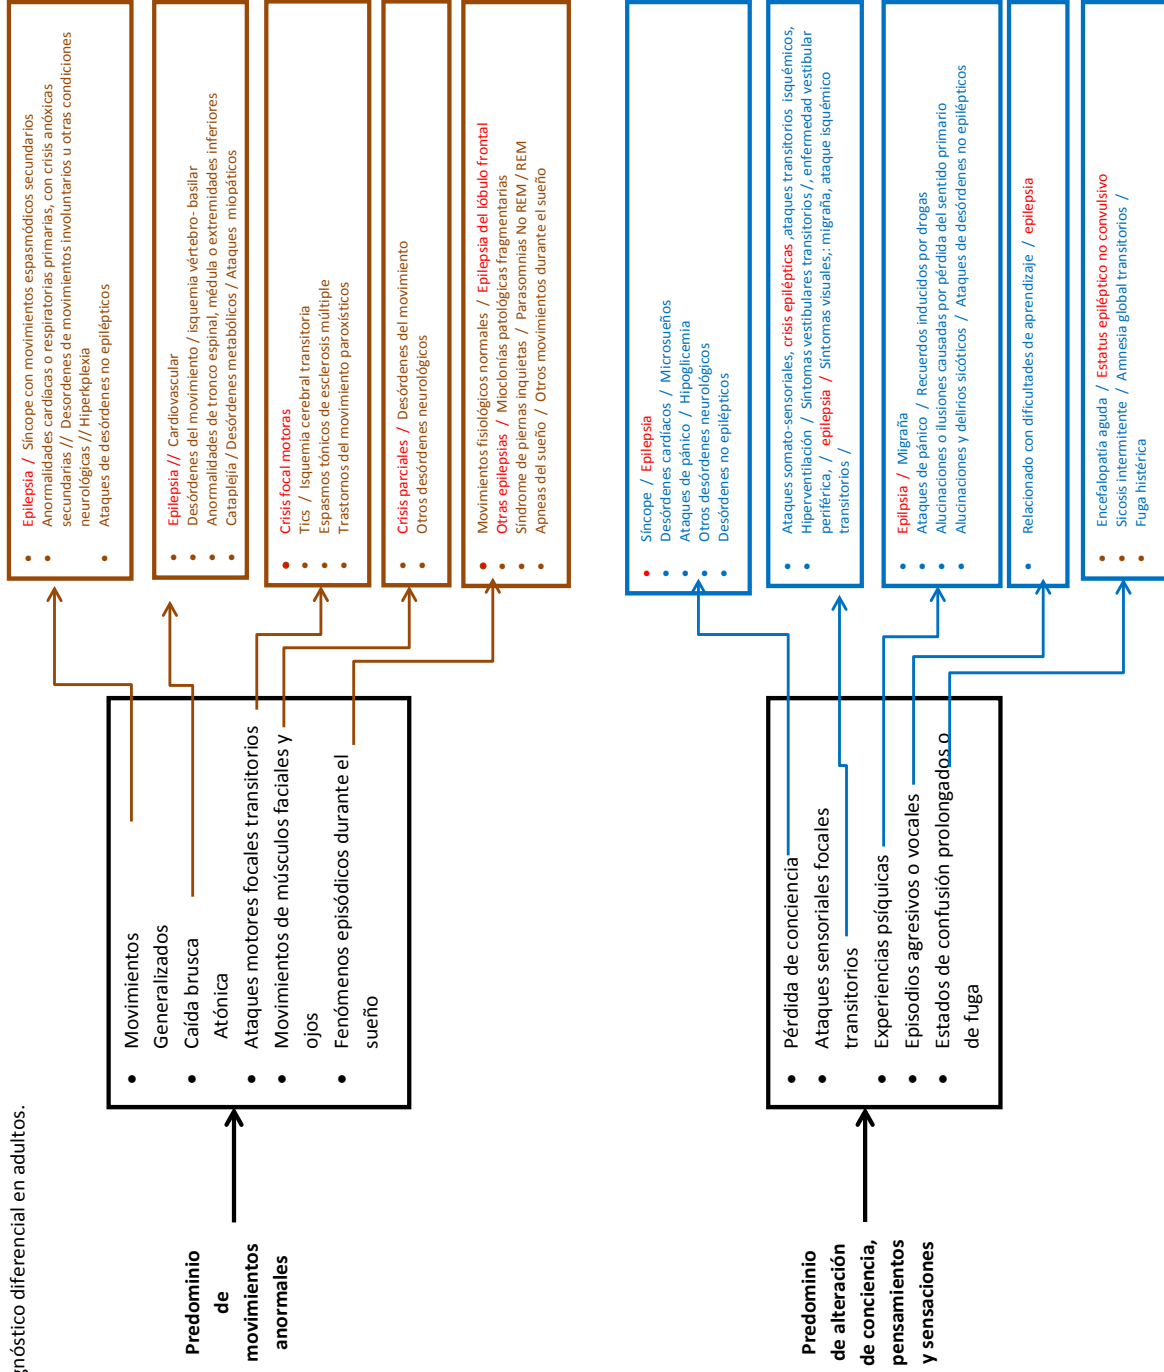 gnóstico diferencial en adultos.
Predominio
de
movimientos
anormales
• Movimientos
Generalizados
• Caída brusca
Atónica
• Ataques motores focales transitorios
• Movimientos de músculos faciales y
ojos
• Fenómenos episódicos durante el
sueño
• Epilepsia / Síncope con movimientos espasmódicos secundarios
• Anormalidades cardíacas o respiratorias primarias, con crisis anóxicas
secundarias // Desordenes de movimientos involuntarios u otras condiciones
neurológicas // Hiperkplexia
• Ataques de desórdenes no epilépticos
• Epilepsia // Cardiovascular
• Desórdenes del movimiento / isquemia vértebro- basilar
• Anormalidades de tronco espinal, médula o extremidades inferiores
• Cataplejía / Desórdenes metabólicos / Ataques miopáticos
• Crisis focal motoras
• Tics / Isquemia cerebral transitoria
• Espasmos tónicos de esclerosis múltiple
• Trastornos del movimiento paroxísticos
• Crisis parciales / Desórdenes del movimiento
• Otros desórdenes neurológicos
• Movimientos fisiológicos normales / Epilepsia del lóbulo frontal
• Otras epilepsias / Mioclonías patológicas fragmentarias
• Síndrome de piernas inquietas / Parasomnias No REM / REM
• Apneas del sueño / Otros movimientos durante el sueño
Predominio
de alteración
de conciencia,
pensamientos
y sensaciones
• Pérdida de conciencia
• Ataques sensoriales focales
transitorios
• Experiencias psíquicas
• Episodios agresivos o vocales
• Estados de confusión prolongados o
de fuga
• Síncope / Epilepsia
• Desórdenes cardíacos / Microsueños
• Ataques de pánico / Hipoglicemia
• Otros desórdenes neurológicos
• Desórdenes no epilépticos
• Ataques somato-sensoriales, crisis epilépticas ,ataques transitorios isquémicos,
• Hiperventilación / Síntomas vestibulares transitorios /, enfermedad vestibular
periférica, / epilepsia / Síntomas visuales,: migraña, ataque isquémico
transitorios /
• Epilpsia / Migraña
• Ataques de pánico / Recuerdos inducidos por drogas
• Alucinaciones o ilusiones causadas por pérdida del sentido primario
• Alucinaciones y delirios sicóticos / Ataques de desórdenes no epilépticos
• Relacionado con dificultades de aprendizaje / epilepsia
• Encefalopatía aguda / Estatus epiléptico no convulsivo
• Sicosis intermitente / Amnesia global transitorios /
• Fuga histérica